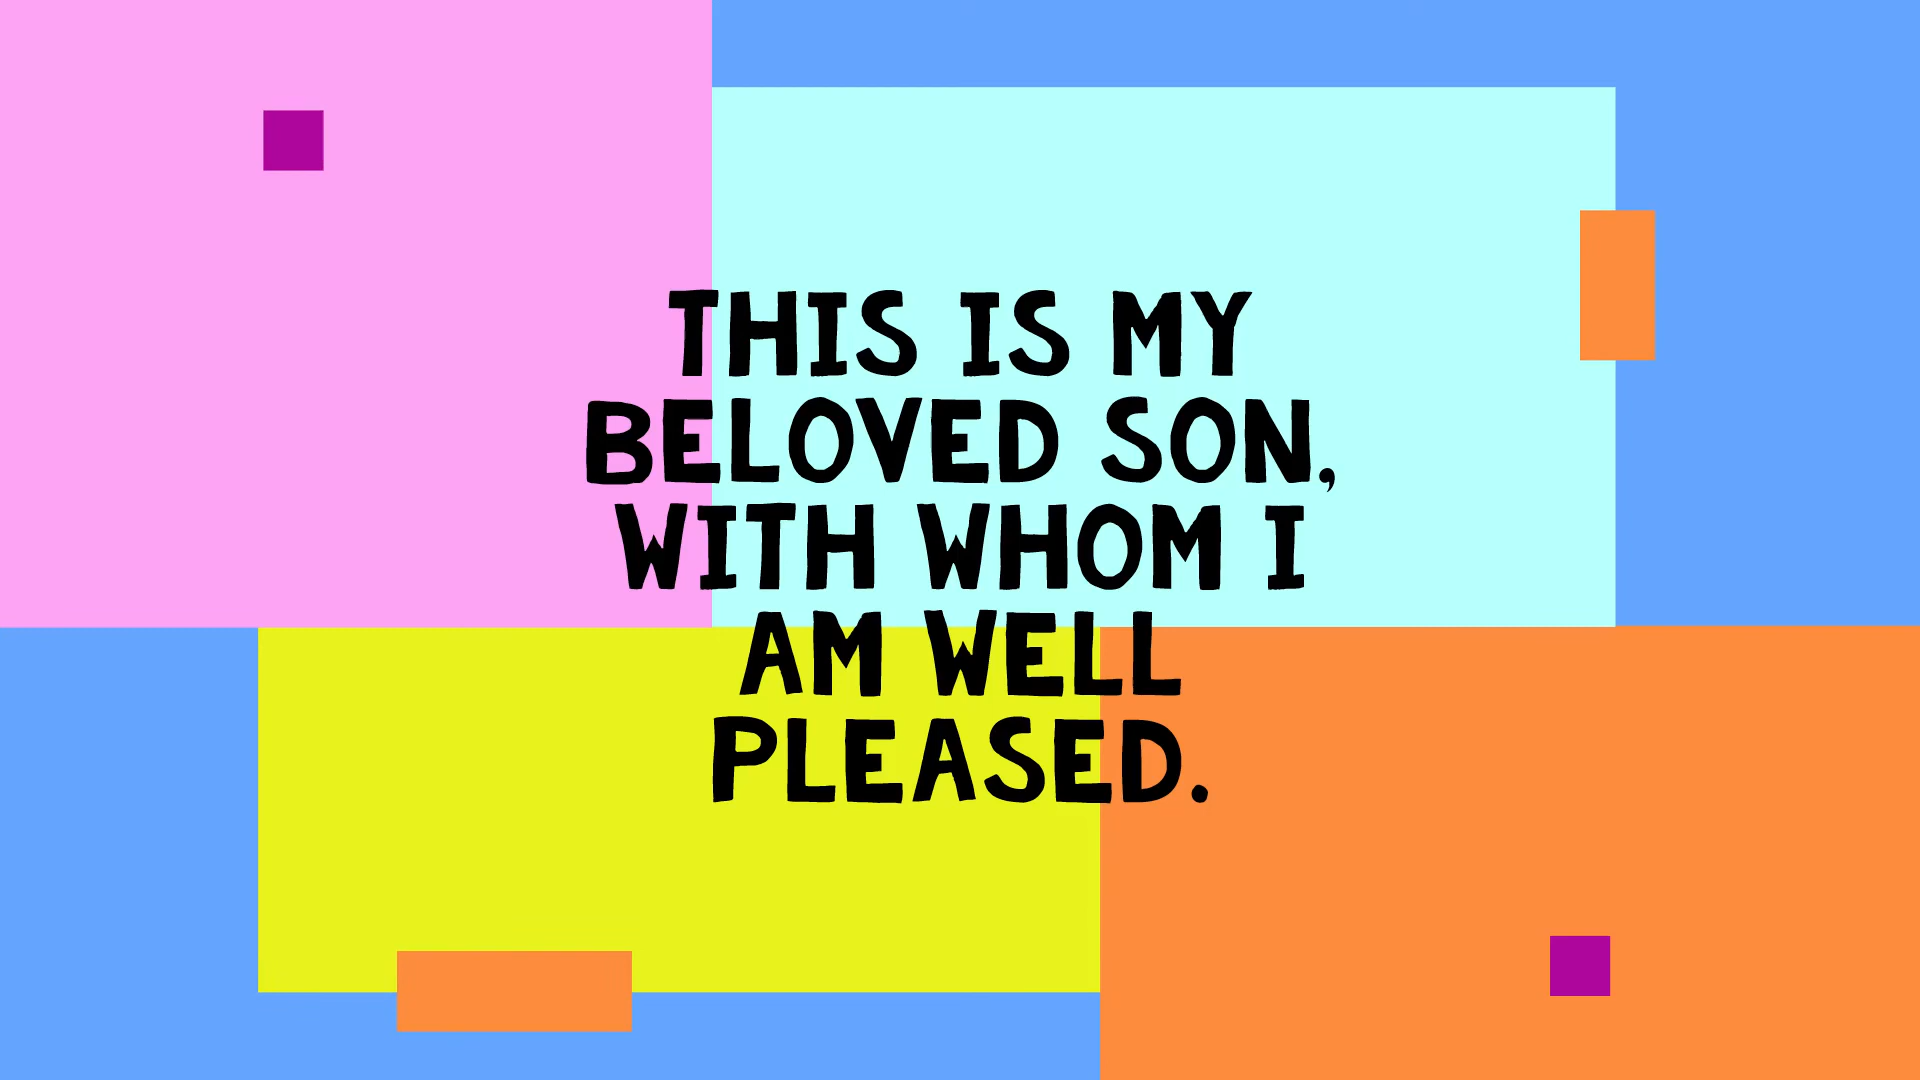 THIS IS MY
BELOVED SON,
WITH WHOM I
AM WELL
PLEASED.